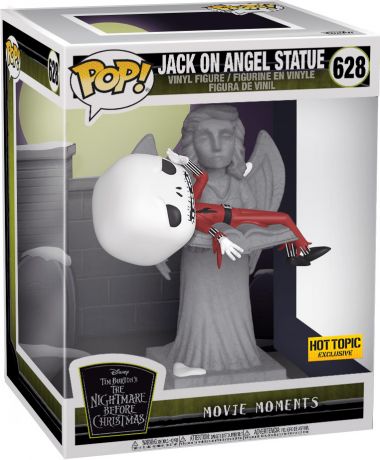 POP!
JACK ON ANGEL STATUE
VINYL FIGURE / FIGURINE EN VINYLE
FIGURA DE VINIL
628
628
HOT TOPIC
EXCLUSIVE
Disney
TIM BURTON'S
THE
NIGHTMARE
BEFORE
CHRISTMAS
MOVIE MOMENTS